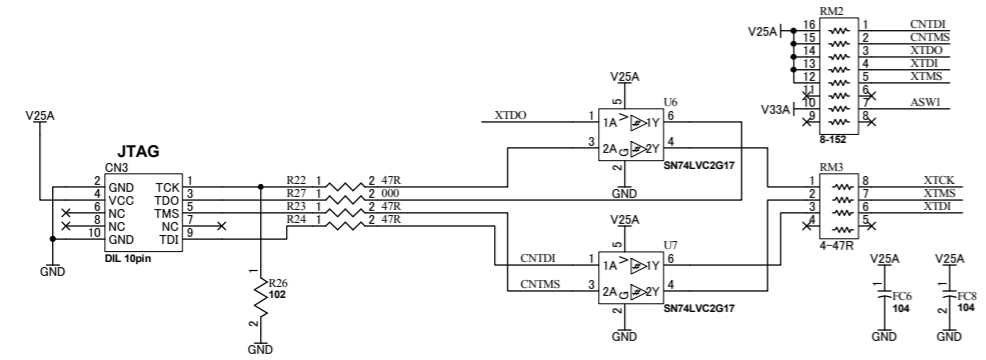 RM2
V25A 16 1 CNTDI
15 2 CNTMS
14 3 XTDO
13 4 XTDI
12 5 XTMS
11 6
V33A 10 7 ASW1
9 8
8-152
V25A
5 U6
XTDO 1 1A V 1Y 6
3 2A G 2Y 4
2 SN74LVC2G17
GND
V25A
JTAG
CN3
2 GND TCK 1 R22 1 2 47R
4 VCC TDO 3 R27 1 2 000
6 NC TMS 5 R23 1 2 47R
8 NC NC 7 R24 1 2 47R
10 GND TDI 9
DIL 10pin
GND
RM3
1 8 XTCK
2 7 XTMS
3 6 XTDI
4 5
4-47R
V25A
5 U7
CNTDI 1 1A V 1Y 6
CNTMS 3 2A G 2Y 4
2 SN74LVC2G17
GND
1 R26
102
2
GND
V25A V25A
1 FC6 1 FC8
2 104 2 104
GND GND